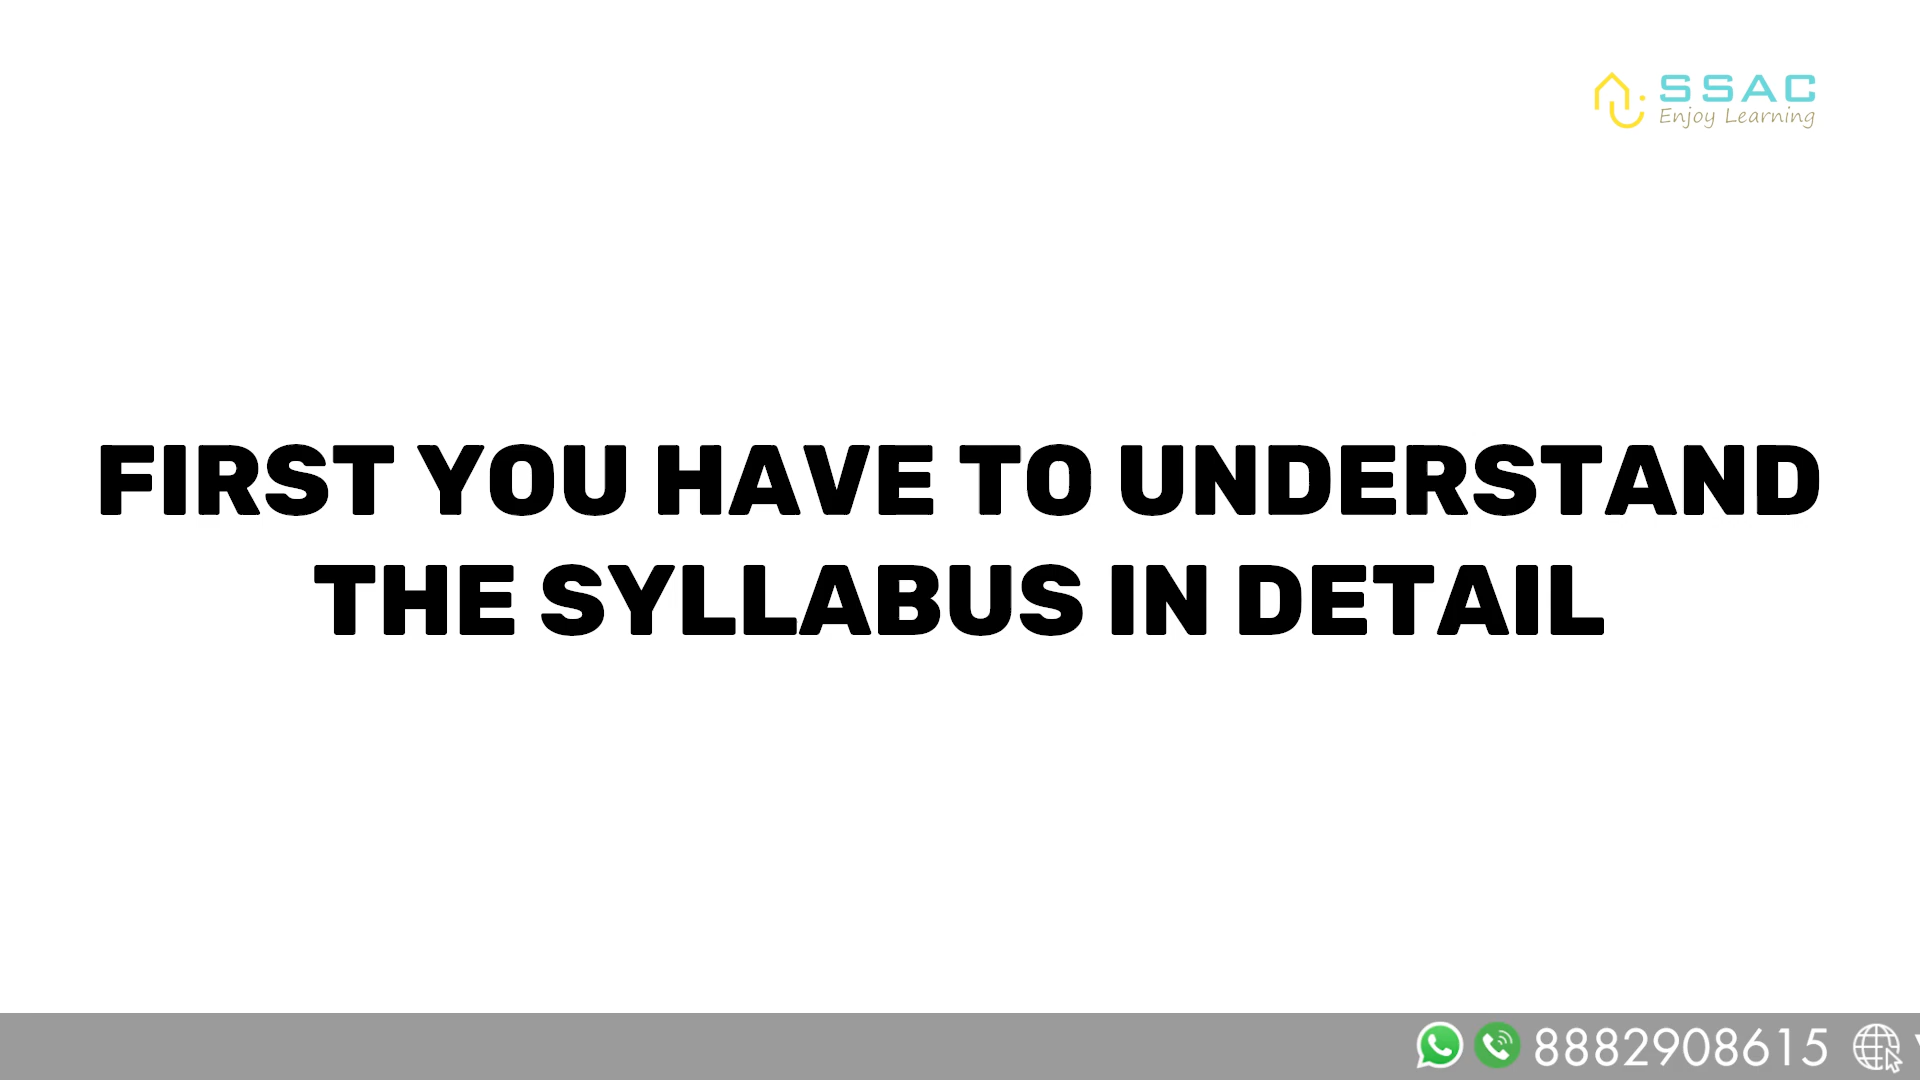 SSAC
Enjoy Learning
FIRST YOU HAVE TO UNDERSTAND
THE SYLLABUS IN DETAIL
8882908615